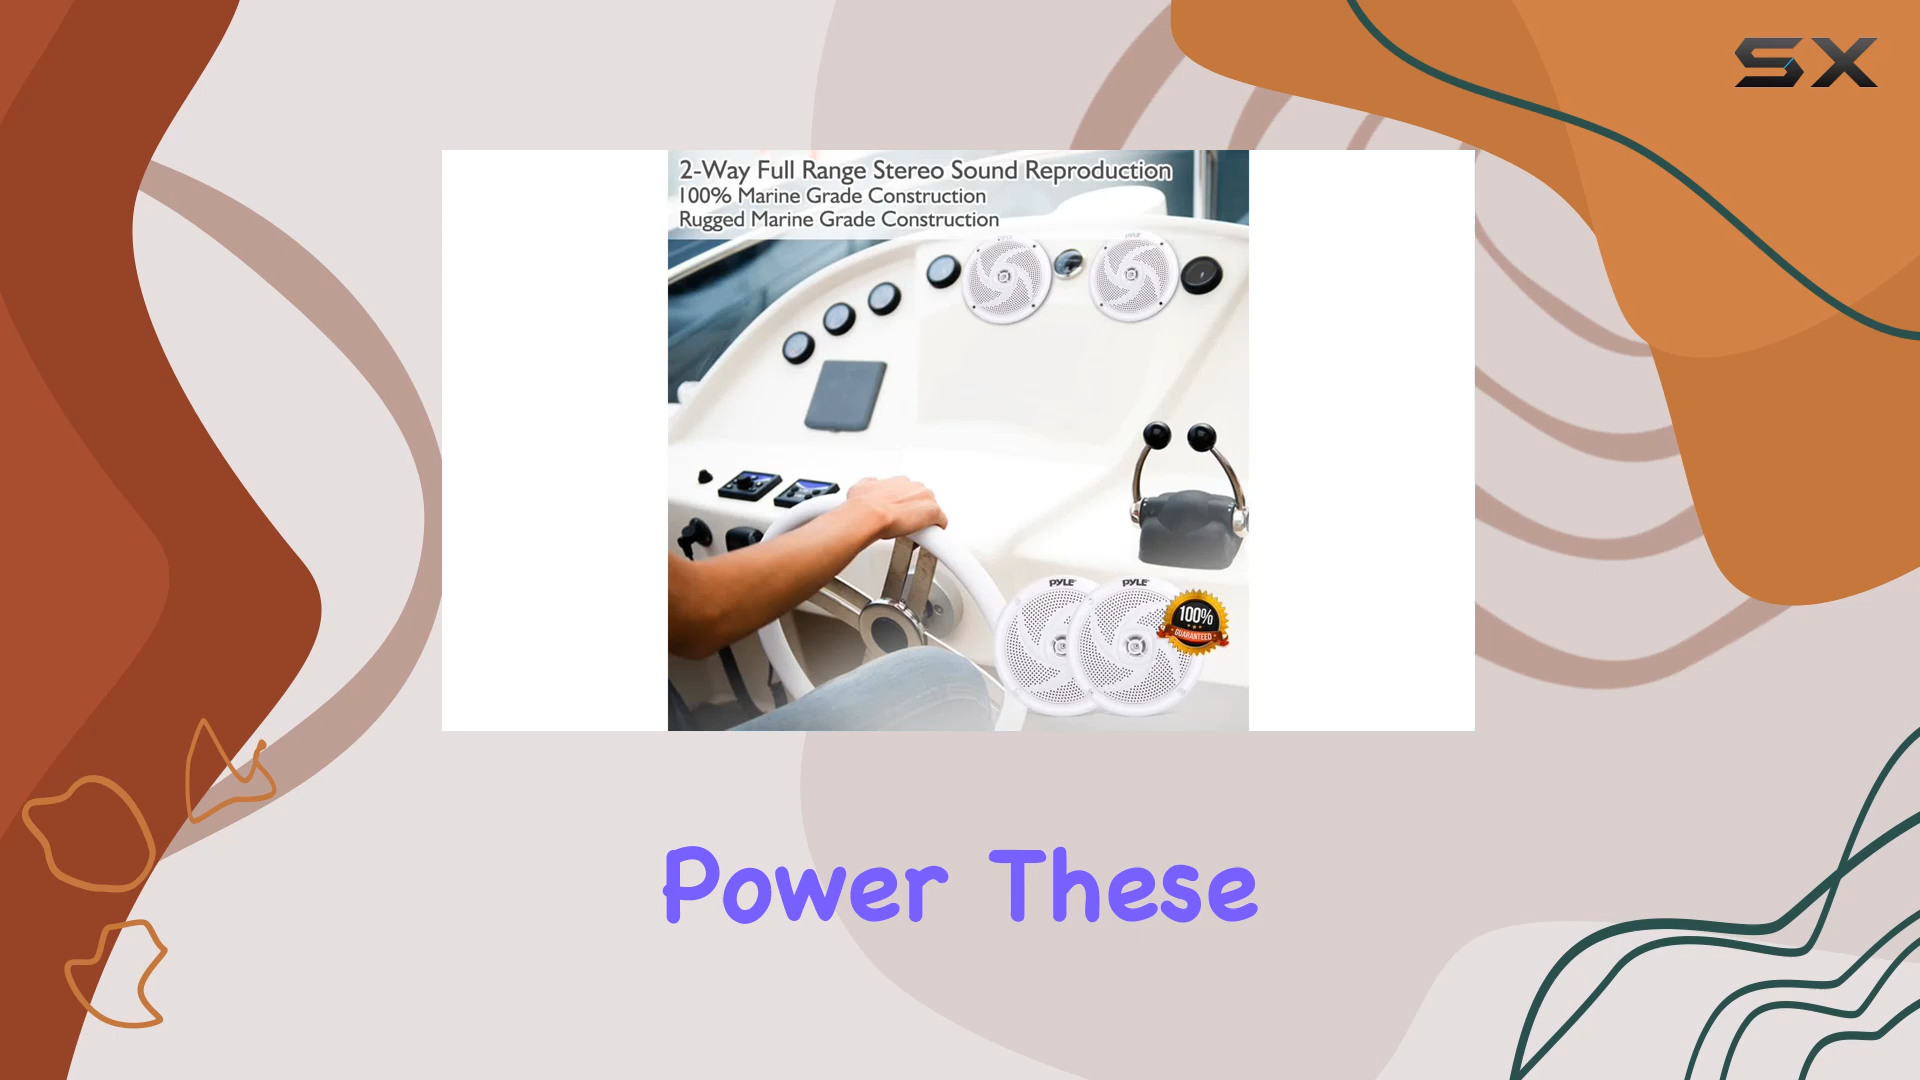 SX
2-Way Full Range Stereo Sound Reproduction
100% Marine Grade Construction
Rugged Marine Grade Construction
PYLE PYLE
100%
GUARANTEED
Power These